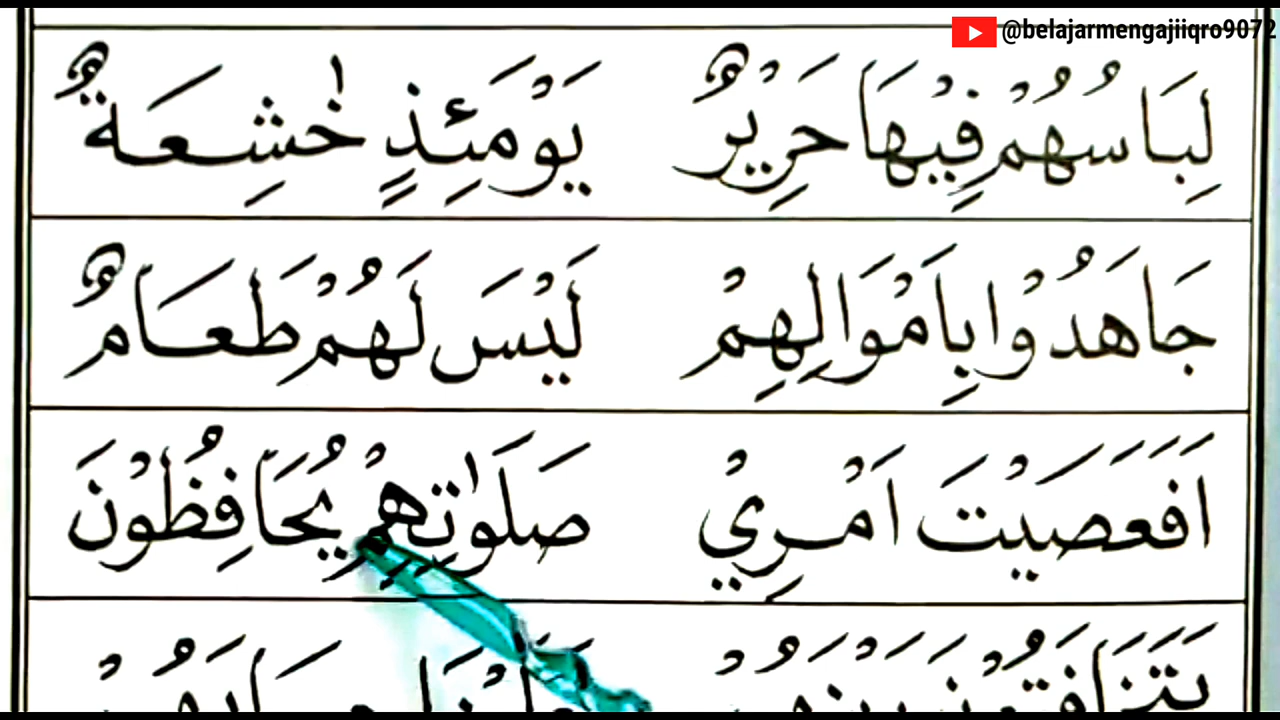 @belajarmengajiiqro9072
لِبَاسُهُمْ فِيْهَا حَرِيْرٌ يَوْمَئِذٍ خٰشِعَةٌ
جَاهَدُوْا بِاَمْوَالِهِمْ لَيْسَ لَهُمْ طَعَامٌ
اَفَعَصَيْتَ اَمْرِيْ صَلَوٰتِهِمْ يُحَافِظُوْنَ